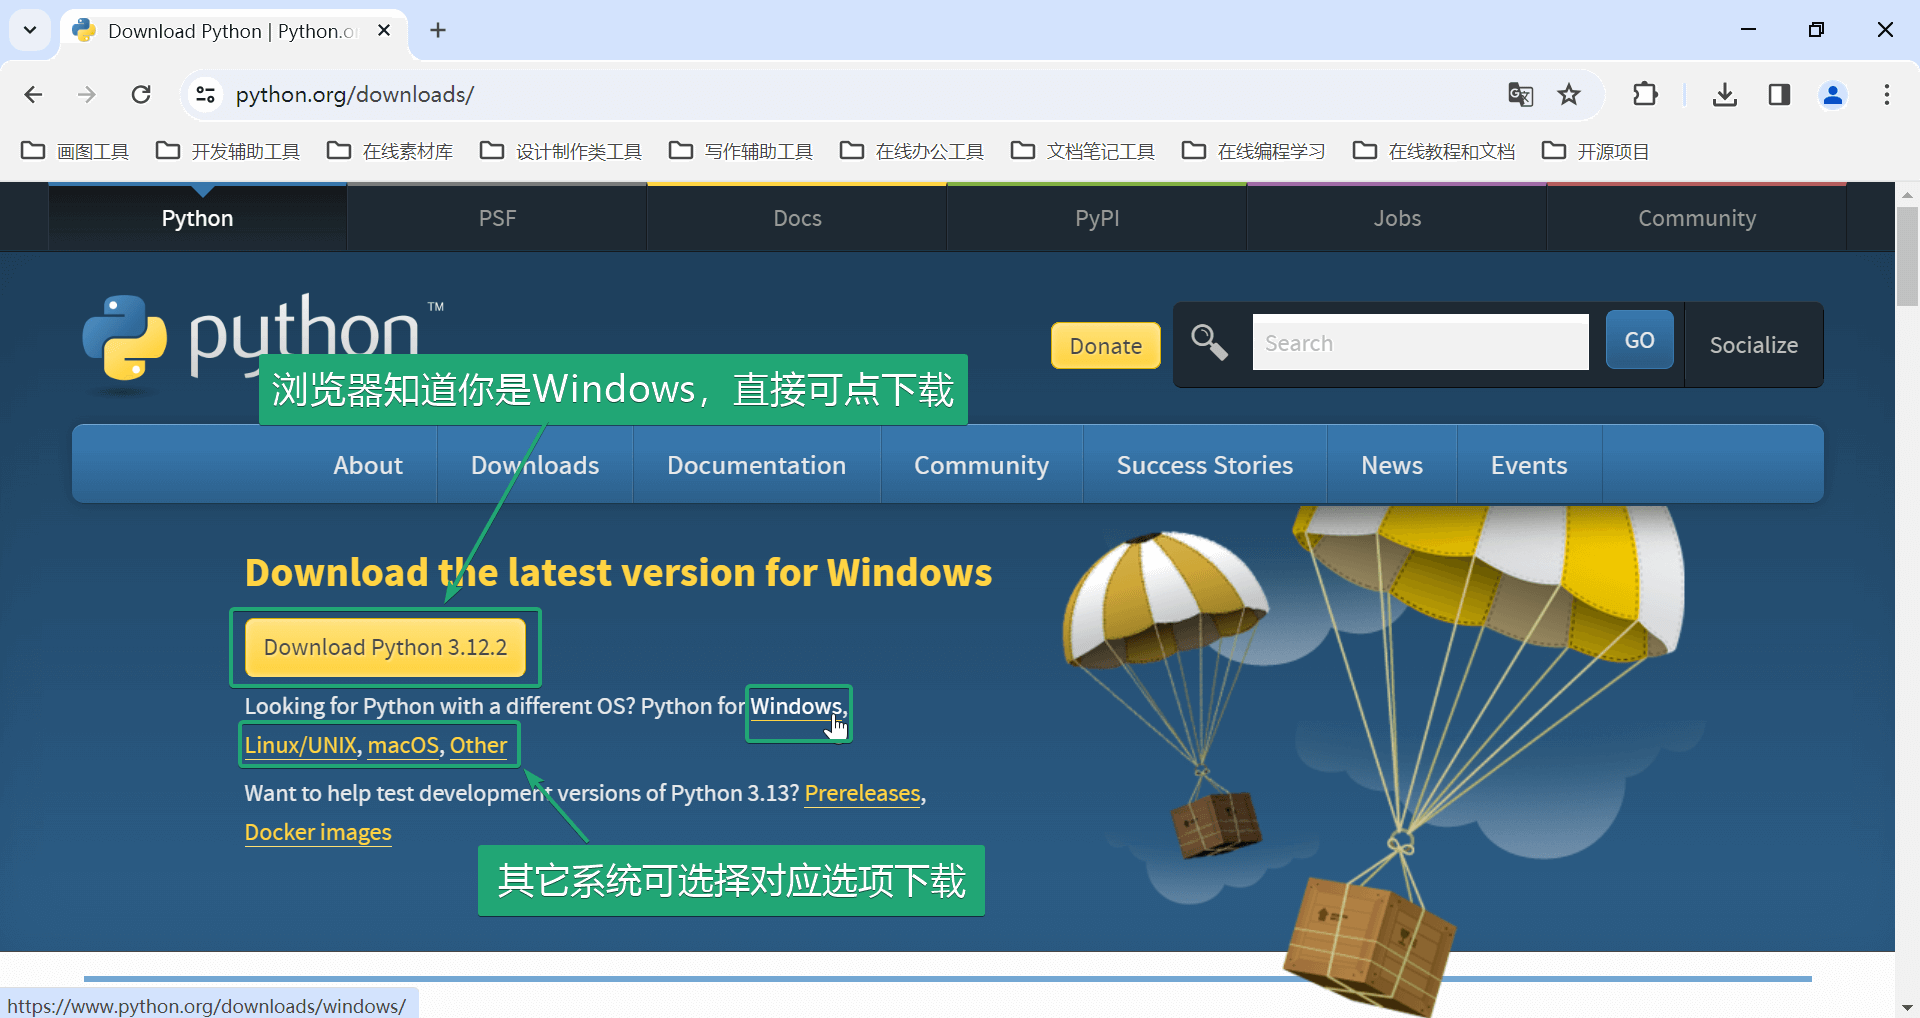 Download Python | Python.o
python.org/downloads/
画图工具
开发辅助工具
在线素材库
设计制作类工具
写作辅助工具
在线办公工具
文档笔记工具
在线编程学习
在线教程和文档
开源项目
Python
PSF
Docs
PyPI
Jobs
Community
python™
Donate
Search
GO
Socialize
浏览器知道你是Windows，直接可点下载
About
Downloads
Documentation
Community
Success Stories
News
Events
Download the latest version for Windows
Download Python 3.12.2
Looking for Python with a different OS? Python for Windows,
Linux/UNIX, macOS, Other
Want to help test development versions of Python 3.13? Prereleases,
Docker images
其它系统可选择对应选项下载
https://www.python.org/downloads/windows/